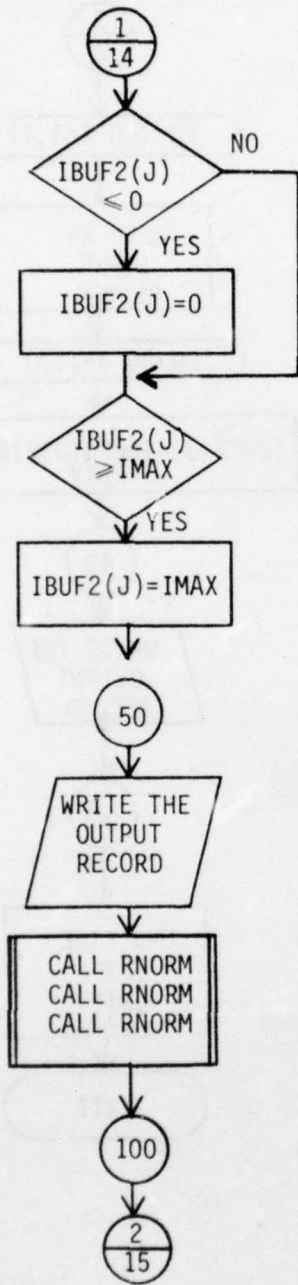 1
14
IBUF2(J)
≤0
NO
YES
IBUF2(J)=0
IBUF2(J)
≥IMAX
YES
IBUF2(J)=IMAX
50
WRITE THE
OUTPUT
RECORD
CALL RNORM
CALL RNORM
CALL RNORM
100
2
15